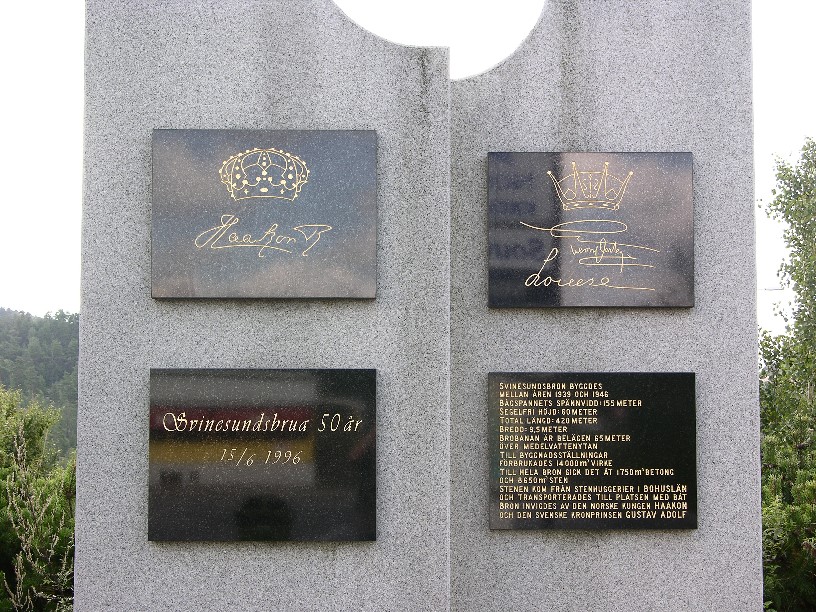 Haakon R
Louise
Svinesundsbrua 50 år
15/6 1996
SVINESUNDSBRON BYGGDES
MELLAN ÅREN 1939 OCH 1946
BÅGSPANNETS SPÄNNVIDD: 155 METER
SEGELFRI HÖJD: 60 METER
TOTAL LÄNGD: 420 METER
BREDD: 9,5 METER
BROBANAN ÄR BELÄGEN 65 METER
ÖVER MEDELVATTENYTAN
TILL BYGGNADSSTÄLLNINGAR
FÖRBRUKADES 14000m³ VIRKE
TILL HELA BRON GICK DET ÅT 1750m³ BETONG
OCH 8650m³ STEN
STENEN KOM FRÅN STENHUGGERIER I BOHUSLÄN
OCH TRANSPORTERADES TILL PLATSEN MED BÅT
BRON INVIGDES AV DEN NORSKE KUNGEN HAAKON
OCH DEN SVENSKE KRONPRINSEN GUSTAV ADOLF